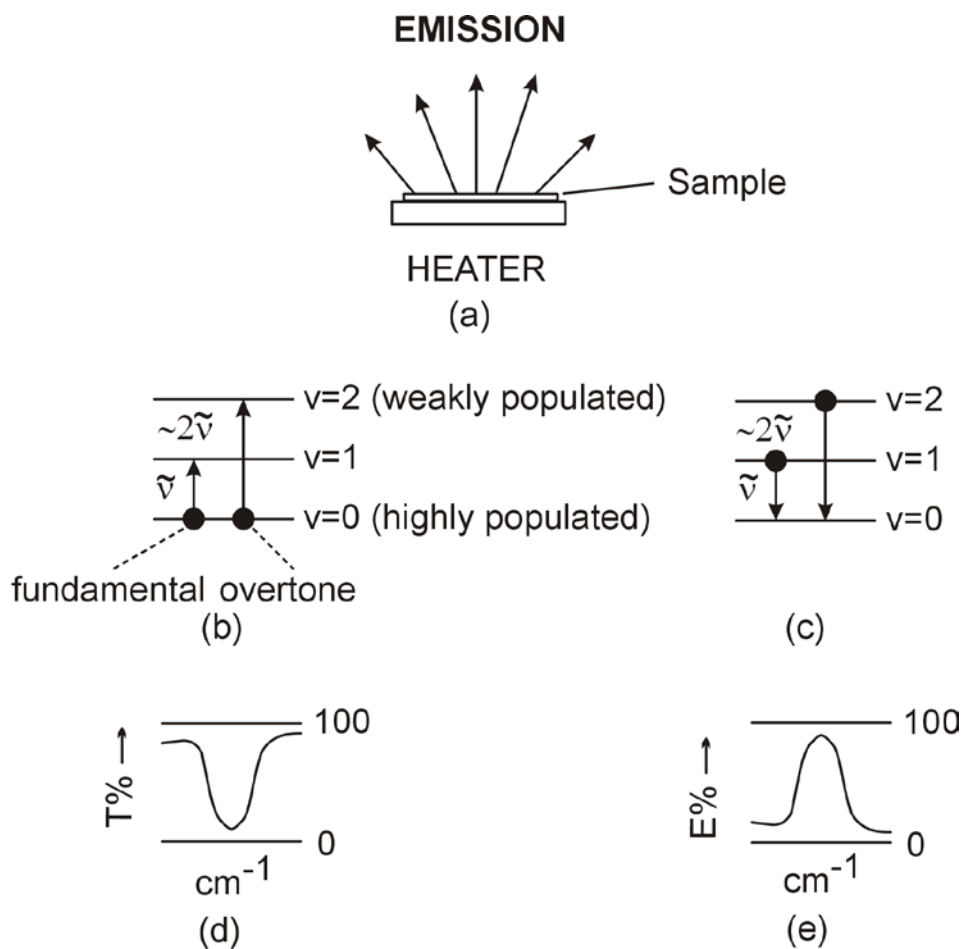 EMISSION
Sample
HEATER
(a)
v=2 (weakly populated)
~2ṽ
v=1
ṽ
v=0 (highly populated)
fundamental overtone
(b)
v=2
~2ṽ
v=1
ṽ
v=0
(c)
100
T% →
0
cm⁻¹
(d)
100
E% →
0
cm⁻¹
(e)